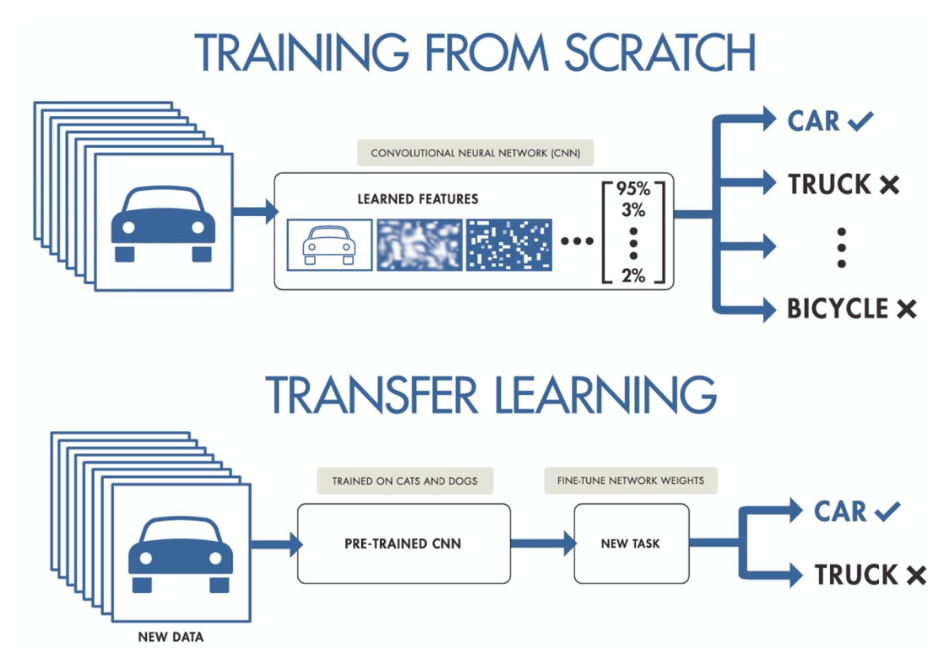 TRAINING FROM SCRATCH
CONVOLUTIONAL NEURAL NETWORK (CNN)
LEARNED FEATURES
95%
3%
2%
CAR
TRUCK
BICYCLE
TRANSFER LEARNING
TRAINED ON CATS AND DOGS
FINE-TUNE NETWORK WEIGHTS
PRE-TRAINED CNN
NEW TASK
CAR
TRUCK
NEW DATA